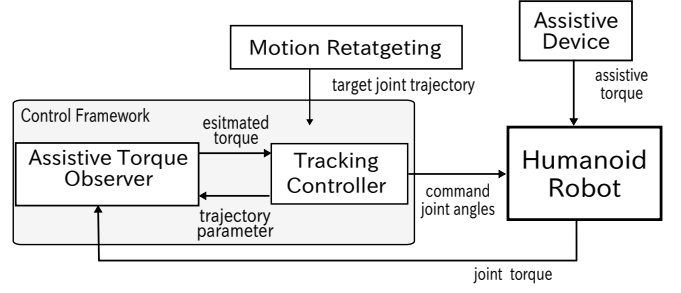 Motion Retatgeting
Assistive
Device
target joint trajectory
assistive
torque
Control Framework
esitmated
torque
Assistive Torque
Observer
Tracking
Controller
Humanoid
Robot
command
joint angles
trajectory
parameter
joint torque